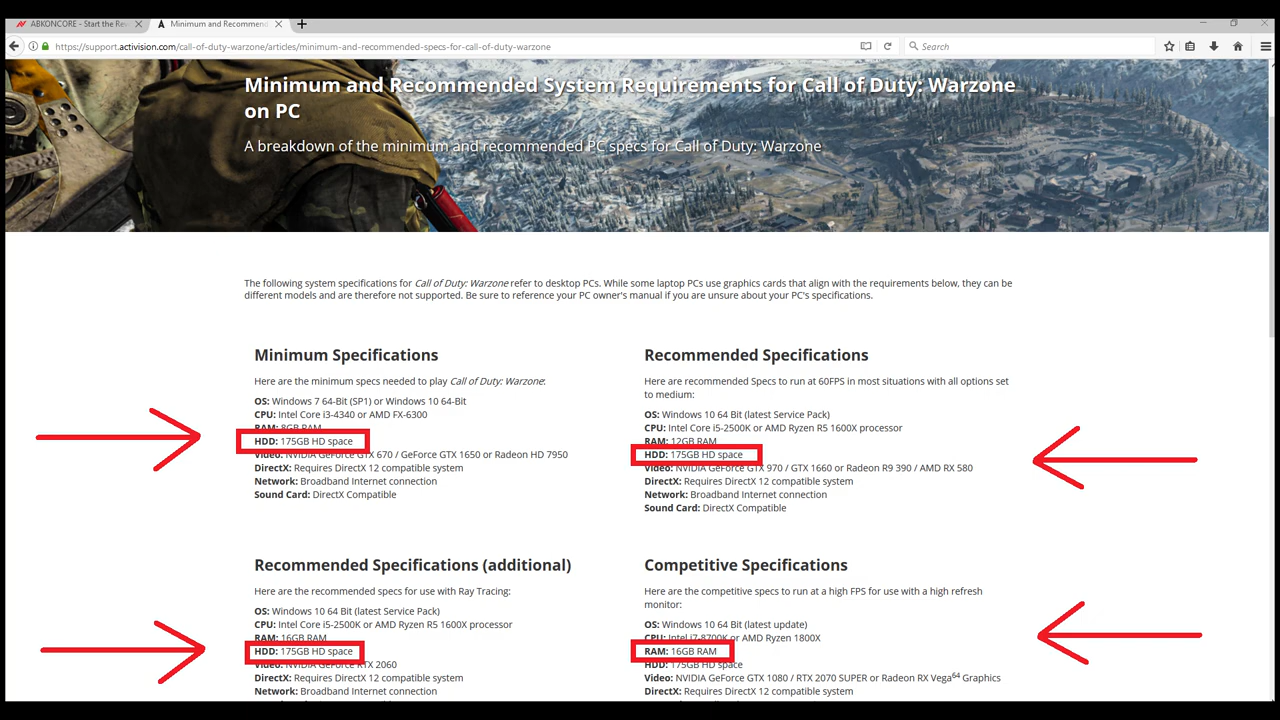 ABKONCORE - Start the Rev
Minimum and Recommen
https://support.activision.com/call-of-duty-warzone/articles/minimum-and-recommended-specs-for-call-of-duty-warzone
Search
Minimum and Recommended System Requirements for Call of Duty: Warzone
on PC
A breakdown of the minimum and recommended PC specs for Call of Duty: Warzone
The following system specifications for Call of Duty: Warzone refer to desktop PCs. While some laptop PCs use graphics cards that align with the requirements below, they can be
different models and are therefore not supported. Be sure to reference your PC owner's manual if you are unsure about your PC's specifications.
Minimum Specifications
Here are the minimum specs needed to play Call of Duty: Warzone:
OS: Windows 7 64-Bit (SP1) or Windows 10 64-Bit
CPU: Intel Core i3-4340 or AMD FX-6300
RAM: 8GB RAM
HDD: 175GB HD space
Video: NVIDIA GeForce GTX 670 / GeForce GTX 1650 or Radeon HD 7950
DirectX: Requires DirectX 12 compatible system
Network: Broadband Internet connection
Sound Card: DirectX Compatible
Recommended Specifications
Here are recommended Specs to run at 60FPS in most situations with all options set
to medium:
OS: Windows 10 64 Bit (latest Service Pack)
CPU: Intel Core i5-2500K or AMD Ryzen R5 1600X processor
RAM: 12GB RAM
HDD: 175GB HD space
Video: NVIDIA GeForce GTX 970 / GTX 1660 or Radeon R9 390 / AMD RX 580
DirectX: Requires DirectX 12 compatible system
Network: Broadband Internet connection
Sound Card: DirectX Compatible
Recommended Specifications (additional)
Here are the recommended specs for use with Ray Tracing:
OS: Windows 10 64 Bit (latest Service Pack)
CPU: Intel Core i5-2500K or AMD Ryzen R5 1600X processor
RAM: 16GB RAM
HDD: 175GB HD space
Video: NVIDIA GeForce RTX 2060
DirectX: Requires DirectX 12 compatible system
Network: Broadband Internet connection
Competitive Specifications
Here are the competitive specs to run at a high FPS for use with a high refresh
monitor:
OS: Windows 10 64 Bit (latest update)
CPU: Intel i7-8700K or AMD Ryzen 1800X
RAM: 16GB RAM
HDD: 175GB HD space
Video: NVIDIA GeForce GTX 1080 / RTX 2070 SUPER or Radeon RX Vega64 Graphics
DirectX: Requires DirectX 12 compatible system